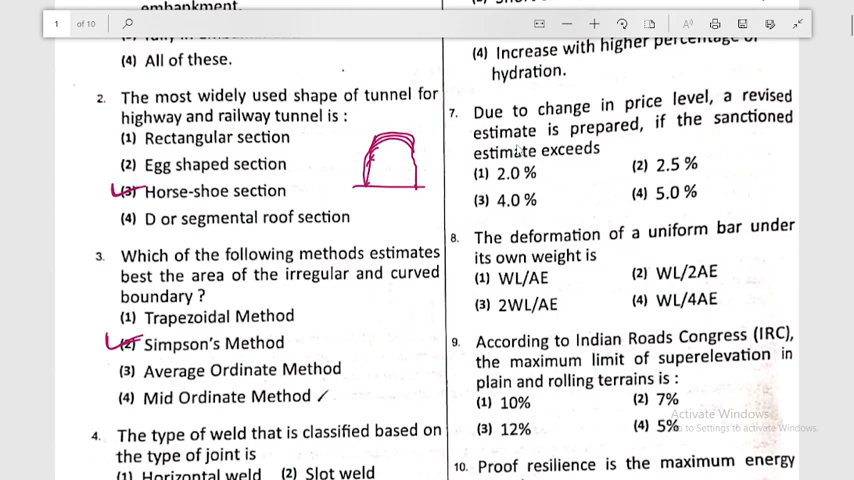 embankment.
1 of 10
(4) All of these.
2. The most widely used shape of tunnel for
highway and railway tunnel is :
(1) Rectangular section
(2) Egg shaped section
(3) Horse-shoe section
(4) D or segmental roof section
3. Which of the following methods estimates
best the area of the irregular and curved
boundary ?
(1) Trapezoidal Method
(2) Simpson's Method
(3) Average Ordinate Method
(4) Mid Ordinate Method
4. The type of weld that is classified based on
the type of joint is
(1) Horizontal weld (2) Slot weld
(4) Increase with higher percentage of
hydration.
7. Due to change in price level, a revised
estimate is prepared, if the sanctioned
estimate exceeds
(1) 2.0 % (2) 2.5 %
(3) 4.0 % (4) 5.0 %
8. The deformation of a uniform bar under
its own weight is
(1) WL/AE (2) WL/2AE
(3) 2WL/AE (4) WL/4AE
9. According to Indian Roads Congress (IRC),
the maximum limit of superelevation in
plain and rolling terrains is :
(1) 10% (2) 7%
(3) 12% (4) 5%
10. Proof resilience is the maximum energy
Activate Windows
Go to Settings to activate Windows.